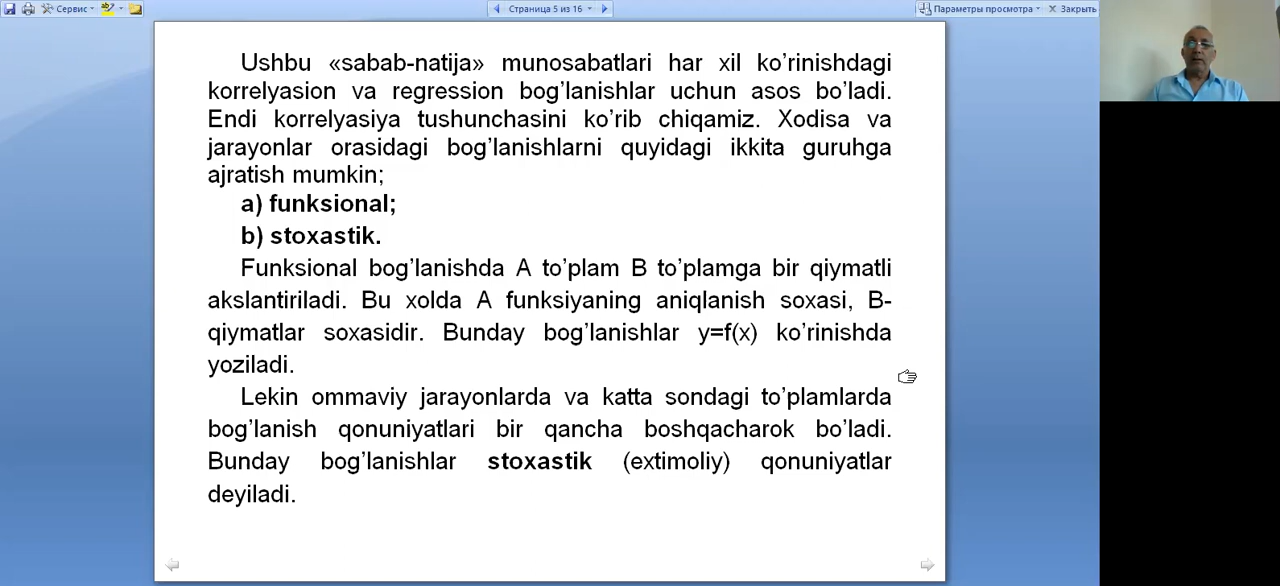 Сервис
Страница 5 из 16
Параметры просмотра
Закрыть
Ushbu «sabab-natija» munosabatlari har xil ko’rinishdagi
korrelyasion va regression bog’lanishlar uchun asos bo’ladi.
Endi korrelyasiya tushunchasini ko’rib chiqamiz. Xodisa va
jarayonlar orasidagi bog’lanishlarni quyidagi ikkita guruhga
ajratish mumkin;
a) funksional;
b) stoxastik.
Funksional bog’lanishda A to’plam B to’plamga bir qiymatli
akslantiriladi. Bu xolda A funksiyaning aniqlanish soxasi, B-
qiymatlar soxasidir. Bunday bog’lanishlar y=f(x) ko’rinishda
yoziladi.
Lekin ommaviy jarayonlarda va katta sondagi to’plamlarda
bog’lanish qonuniyatlari bir qancha boshqacharok bo’ladi.
Bunday bog’lanishlar stoxastik (extimoliy) qonuniyatlar
deyiladi.